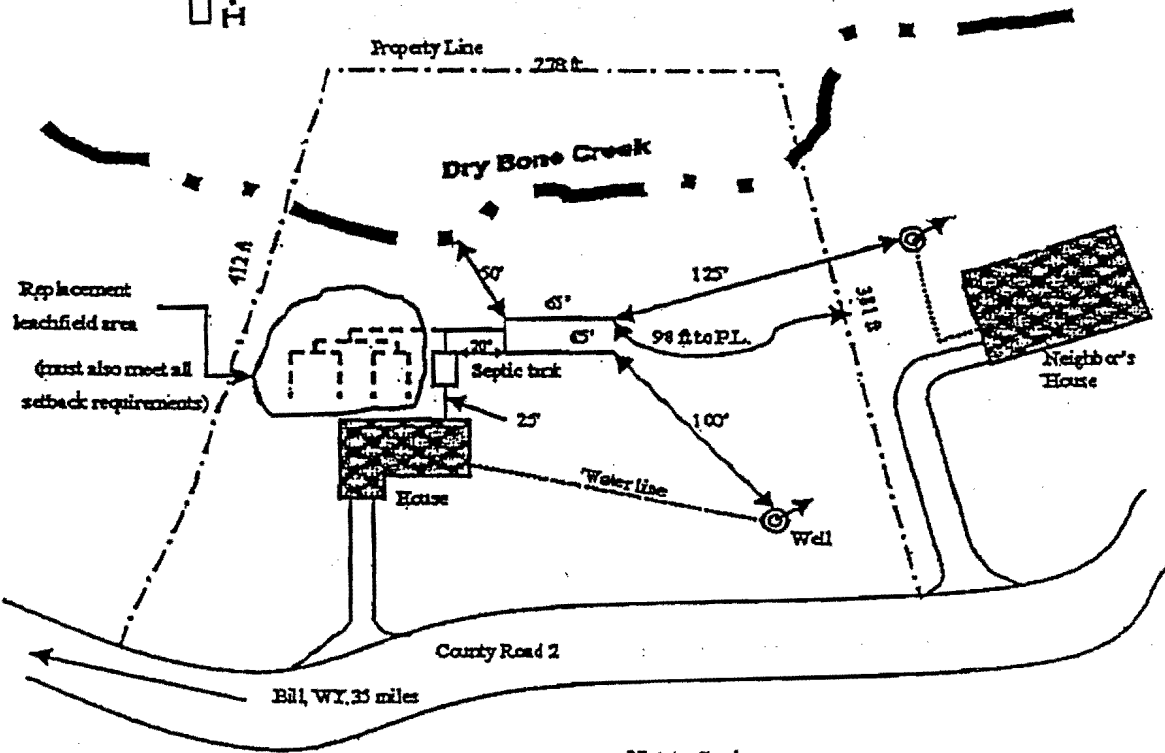 Property Line
278 ft
Dry Bone Creek
412 ft
50'
125'
Replacement
leachfield area
(must also meet all
setback requirements)
65'
65'
20'
98 ft to P.L.
381 ft
Septic tank
25'
100'
Neighbor's
House
House
Water line
Well
County Road 2
Bill, WY, 35 miles